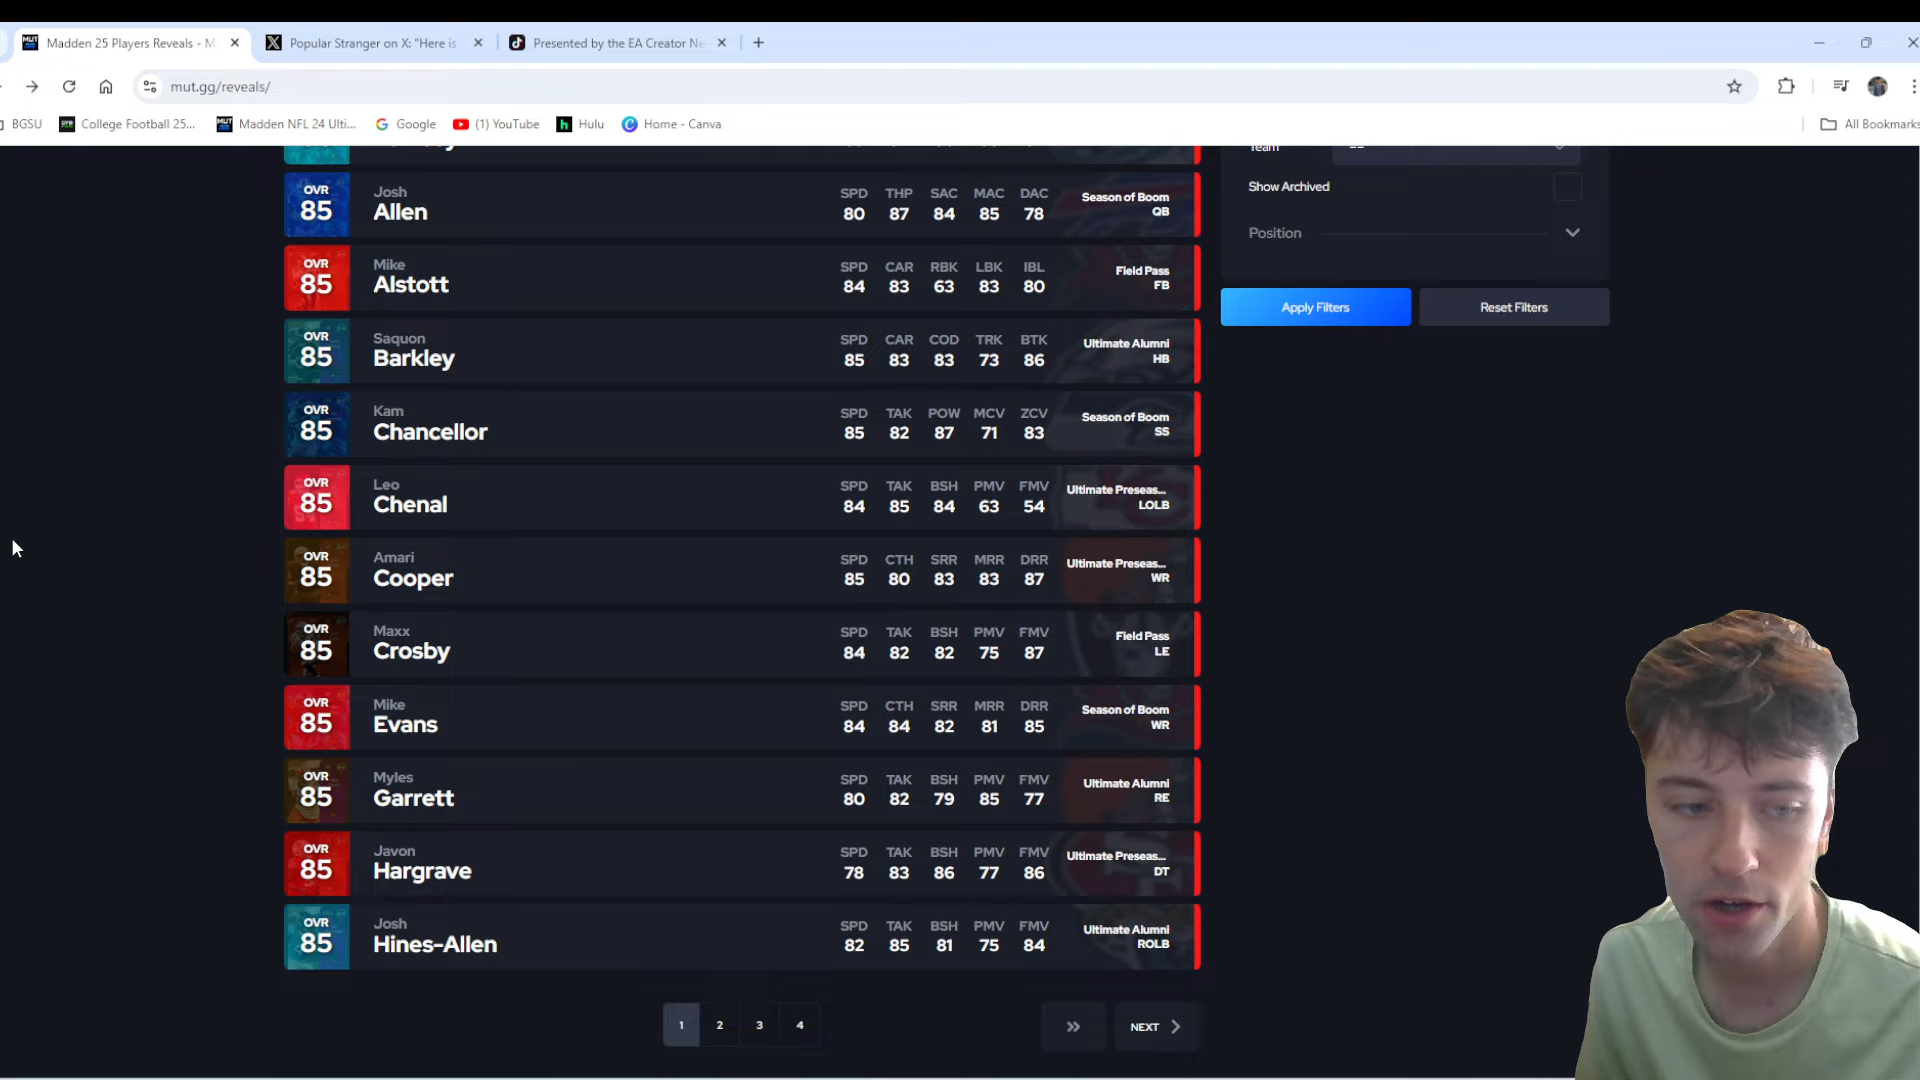 Madden 25 Players Reveals - M
Popular Stranger on X: "Here is
Presented by the EA Creator Ne
mut.gg/reveals/
BGSU
College Football 25...
Madden NFL 24 Ulti...
Google
(1) YouTube
Hulu
Home - Canva
All Bookmarks
Team
Show Archived
Position
Apply Filters
Reset Filters
OVR 85 Josh Allen SPD 80 THP 87 SAC 84 MAC 85 DAC 78 Season of Boom QB
OVR 85 Mike Alstott SPD 84 CAR 83 RBK 63 LBK 83 IBL 80 Field Pass FB
OVR 85 Saquon Barkley SPD 85 CAR 83 COD 83 TRK 73 BTK 86 Ultimate Alumni HB
OVR 85 Kam Chancellor SPD 85 TAK 82 POW 87 MCV 71 ZCV 83 Season of Boom SS
OVR 85 Leo Chenal SPD 84 TAK 85 BSH 84 PMV 63 FMV 54 Ultimate Preseas... LOLB
OVR 85 Amari Cooper SPD 85 CTH 80 SRR 83 MRR 83 DRR 87 Ultimate Preseas... WR
OVR 85 Maxx Crosby SPD 84 TAK 82 BSH 82 PMV 75 FMV 87 Field Pass LE
OVR 85 Mike Evans SPD 84 CTH 84 SRR 82 MRR 81 DRR 85 Season of Boom WR
OVR 85 Myles Garrett SPD 80 TAK 82 BSH 79 PMV 85 FMV 77 Ultimate Alumni RE
OVR 85 Javon Hargrave SPD 78 TAK 83 BSH 86 PMV 77 FMV 86 Ultimate Preseas... DT
OVR 85 Josh Hines-Allen SPD 82 TAK 85 BSH 81 PMV 75 FMV 84 Ultimate Alumni ROLB
1 2 3 4 NEXT